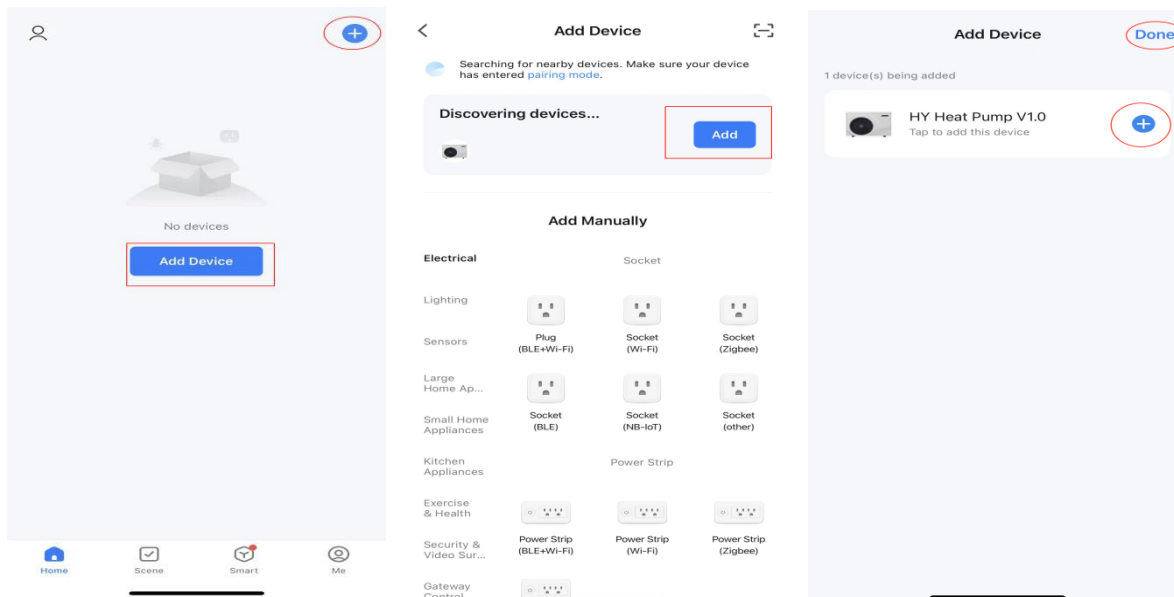 No devices
Add Device
Home
Scene
Smart
Me
Add Device
Searching for nearby devices. Make sure your device
has entered pairing mode.
Discovering devices...
Add
Add Manually
Electrical
Socket
Lighting
Plug
(BLE+Wi-Fi)
Socket
(Wi-Fi)
Socket
(Zigbee)
Sensors
Large
Home Ap...
Socket
(BLE)
Socket
(NB-IoT)
Socket
(other)
Small Home
Appliances
Kitchen
Appliances
Power Strip
Exercise
& Health
Power Strip
(BLE+Wi-Fi)
Power Strip
(Wi-Fi)
Power Strip
(Zigbee)
Security &
Video Sur...
Gateway
Control
Add Device
Done
1 device(s) being added
HY Heat Pump V1.0
Tap to add this device